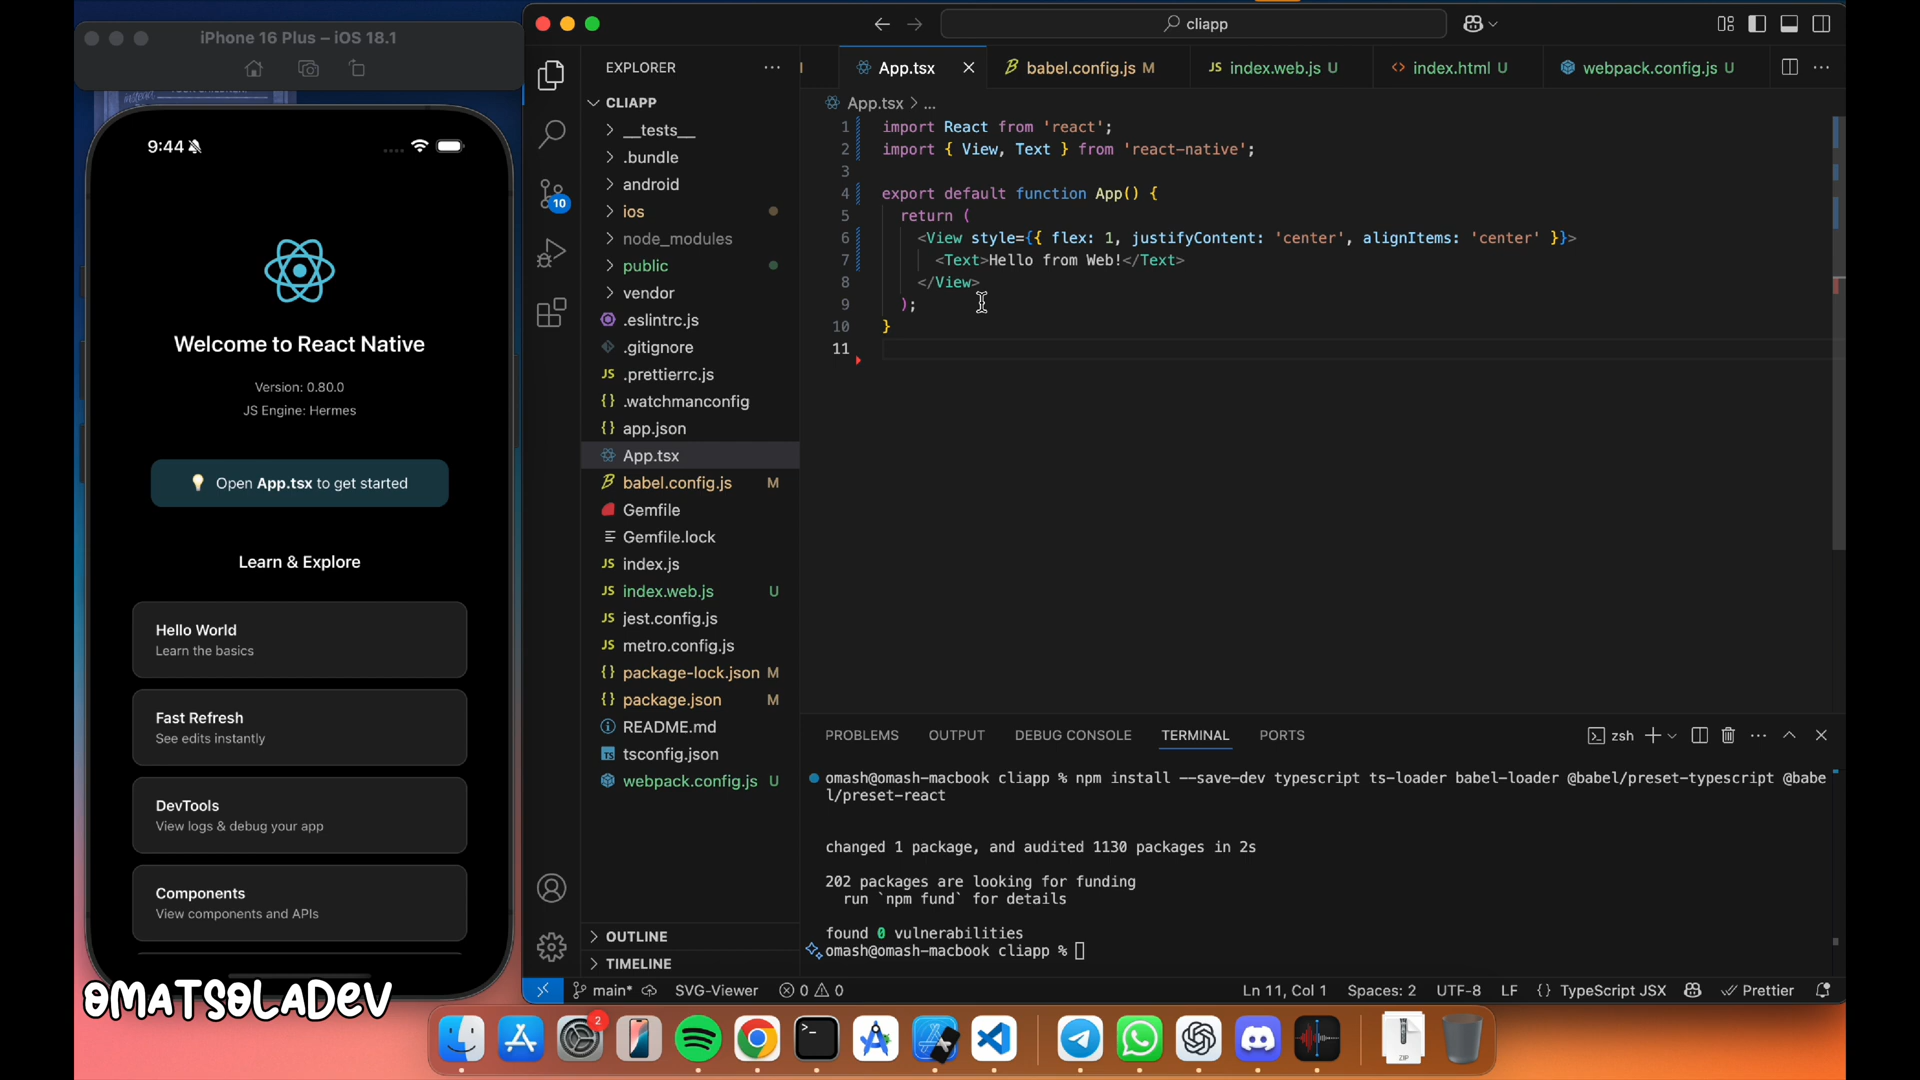 iPhone 16 Plus – iOS 18.1
9:44
Welcome to React Native
Version: 0.80.0
JS Engine: Hermes
Open App.tsx to get started
Learn & Explore
Hello World
Learn the basics
Fast Refresh
See edits instantly
DevTools
View logs & debug your app
Components
View components and APIs
OMATSOLADEV
cliapp
EXPLORER
CLIAPP
__tests__
.bundle
android
ios
node_modules
public
vendor
.eslintrc.js
.gitignore
.prettierrc.js
.watchmanconfig
app.json
App.tsx
babel.config.js M
Gemfile
Gemfile.lock
index.js
index.web.js U
jest.config.js
metro.config.js
package-lock.json M
package.json M
README.md
tsconfig.json
webpack.config.js U
OUTLINE
TIMELINE
10
App.tsx
babel.config.js M
index.web.js U
index.html U
webpack.config.js U
App.tsx > ...
1 import React from 'react';
2 import { View, Text } from 'react-native';
3
4 export default function App() {
5 return (
6 <View style={{ flex: 1, justifyContent: 'center', alignItems: 'center' }}>
7 <Text>Hello from Web!</Text>
8 </View>
9 );
10 }
11
PROBLEMS OUTPUT DEBUG CONSOLE TERMINAL PORTS
zsh
omash@omash-macbook cliapp % npm install --save-dev typescript ts-loader babel-loader @babel/preset-typescript @babe
l/preset-react
changed 1 package, and audited 1130 packages in 2s
202 packages are looking for funding
run `npm fund` for details
found 0 vulnerabilities
omash@omash-macbook cliapp %
main* SVG-Viewer 0 0
Ln 11, Col 1 Spaces: 2 UTF-8 LF {} TypeScript JSX Prettier
2
ZIP